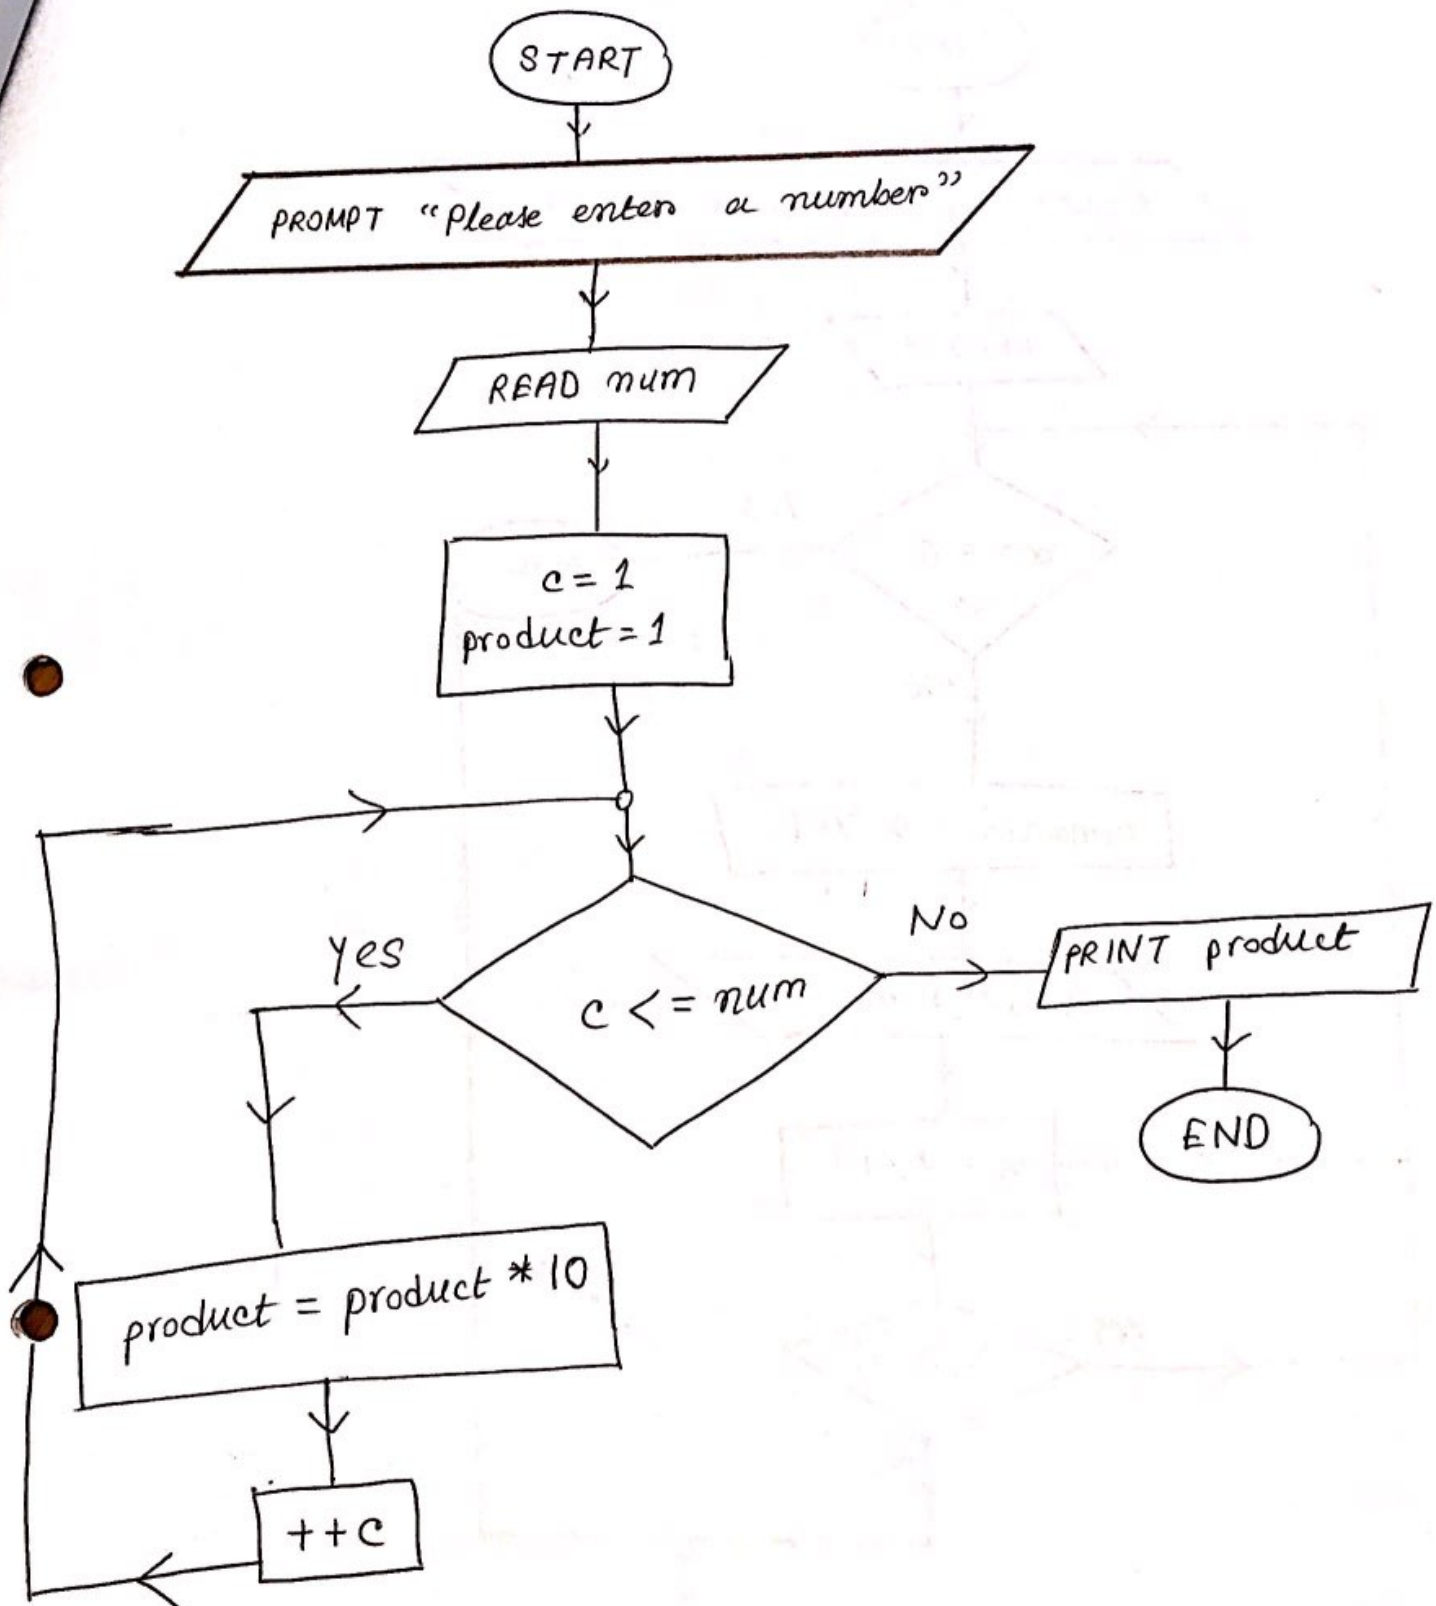 START
PROMPT "Please enter a number"
READ num
c = 1
product = 1
Yes
c <= num
No
PRINT product
END
product = product * 10
++c